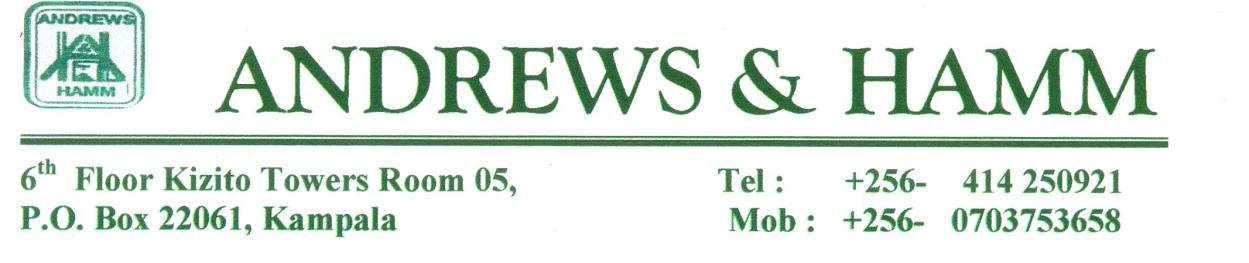 ANDREWS
HAMM
ANDREWS & HAMM
6th Floor Kizito Towers Room 05,
P.O. Box 22061, Kampala
Tel : +256- 414 250921
Mob : +256- 0703753658